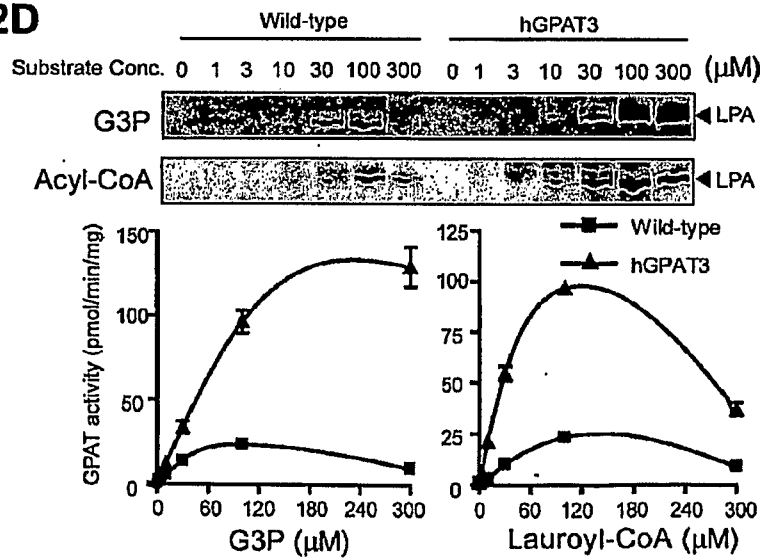 2D
Wild-type hGPAT3
Substrate Conc. 0 1 3 10 30 100 300 0 1 3 10 30 100 300 (μM)
G3P ◀ LPA
Acyl-CoA ◀ LPA
Wild-type
hGPAT3
GPAT activity (pmol/min/mg)
150
100
50
0
0 60 120 180 240 300
G3P (μM)
125
100
75
50
25
0
0 60 120 180 240 300
Lauroyl-CoA (μM)